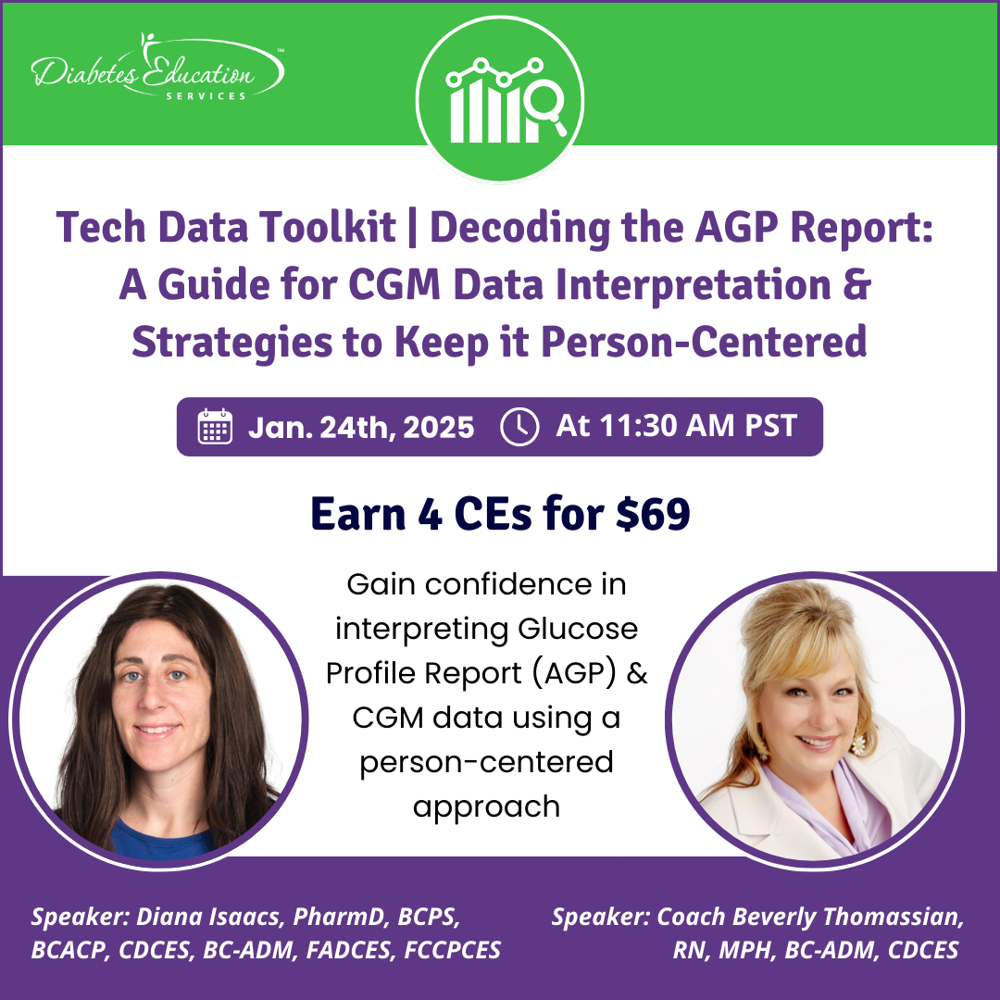 Diabetes Education™
SERVICES
Tech Data Toolkit | Decoding the AGP Report:
A Guide for CGM Data Interpretation &
Strategies to Keep it Person-Centered
Jan. 24th, 2025 At 11:30 AM PST
Earn 4 CEs for $69
Gain confidence in
interpreting Glucose
Profile Report (AGP) &
CGM data using a
person-centered
approach
Speaker: Diana Isaacs, PharmD, BCPS,
BCACP, CDCES, BC-ADM, FADCES, FCCPCES
Speaker: Coach Beverly Thomassian,
RN, MPH, BC-ADM, CDCES